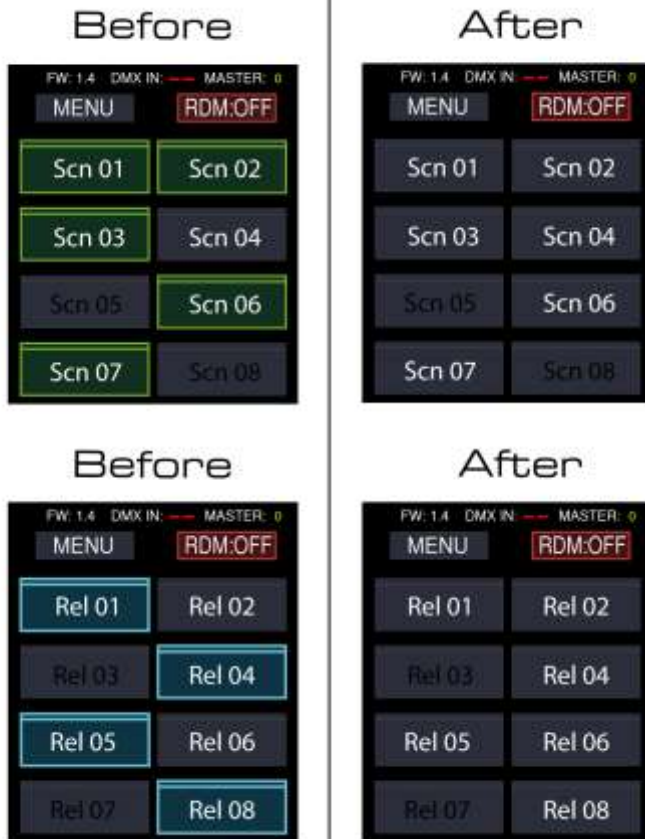 Before After
FW: 1.4 DMX IN: -- MASTER: 0 FW: 1.4 DMX IN: -- MASTER: 0
MENU RDM:OFF MENU RDM:OFF
Scn 01 Scn 02 Scn 01 Scn 02
Scn 03 Scn 04 Scn 03 Scn 04
Scn 05 Scn 06 Scn 05 Scn 06
Scn 07 Scn 08 Scn 07 Scn 08
Before After
FW: 1.4 DMX IN: -- MASTER: 0 FW: 1.4 DMX IN: -- MASTER: 0
MENU RDM:OFF MENU RDM:OFF
Rel 01 Rel 02 Rel 01 Rel 02
Rel 03 Rel 04 Rel 03 Rel 04
Rel 05 Rel 06 Rel 05 Rel 06
Rel 07 Rel 08 Rel 07 Rel 08